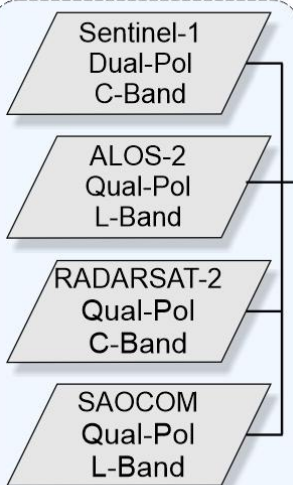 Sentinel-1
Dual-Pol
C-Band
ALOS-2
Qual-Pol
L-Band
RADARSAT-2
Qual-Pol
C-Band
SAOCOM
Qual-Pol
L-Band